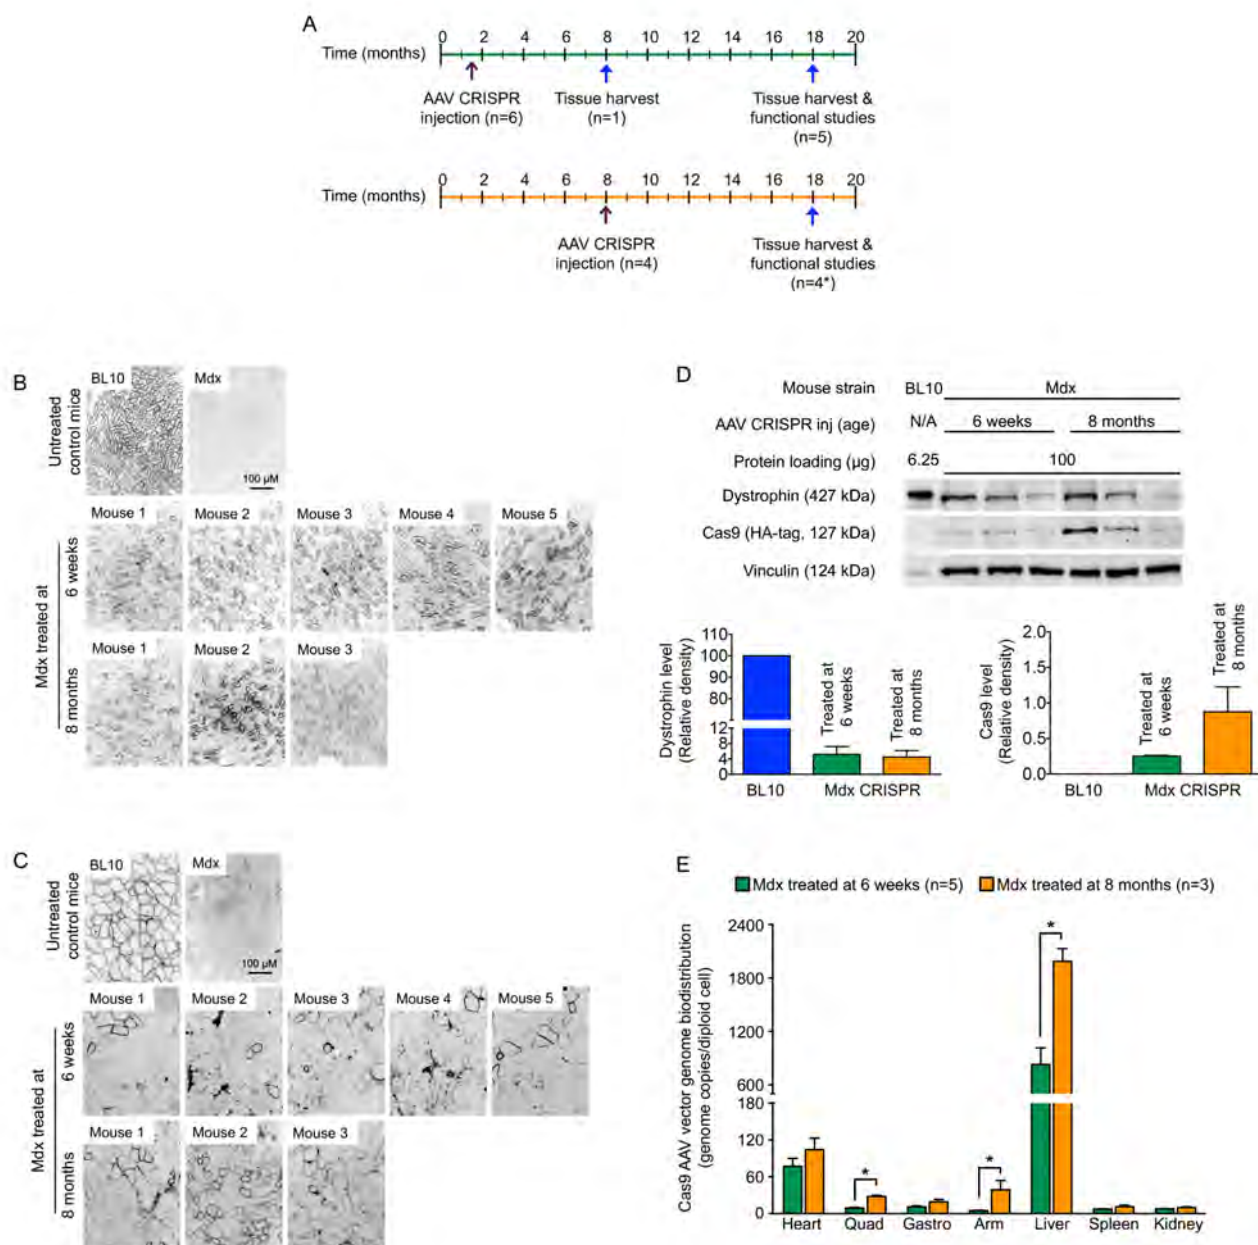 A
Time (months)
0 2 4 6 8 10 12 14 16 18 20
AAV CRISPR
injection (n=6)
Tissue harvest
(n=1)
Tissue harvest &
functional studies
(n=5)
Time (months)
0 2 4 6 8 10 12 14 16 18 20
AAV CRISPR
injection (n=4)
Tissue harvest &
functional studies
(n=4*)
B
Untreated
control mice
BL10
Mdx
100 µM
Mdx treated at
6 weeks
Mouse 1 Mouse 2 Mouse 3 Mouse 4 Mouse 5
8 months
Mouse 1 Mouse 2 Mouse 3
C
Untreated
control mice
BL10
Mdx
100 µM
Mdx treated at
6 weeks
Mouse 1 Mouse 2 Mouse 3 Mouse 4 Mouse 5
8 months
Mouse 1 Mouse 2 Mouse 3
D
Mouse strain BL10 Mdx
AAV CRISPR inj (age) N/A 6 weeks 8 months
Protein loading (µg) 6.25 100
Dystrophin (427 kDa)
Cas9 (HA-tag, 127 kDa)
Vinculin (124 kDa)
Dystrophin level
(Relative density)
110
100
90
80
12
8
4
0
Treated at
6 weeks
Treated at
8 months
BL10 Mdx CRISPR
Cas9 level
(Relative density)
2.0
1.5
1.0
0.5
0.0
Treated at
6 weeks
Treated at
8 months
BL10 Mdx CRISPR
E
Mdx treated at 6 weeks (n=5) Mdx treated at 8 months (n=3)
Cas9 AAV vector genome biodistribution
(genome copies/diploid cell)
2400
1800
1200
600
180
120
60
0
* * *
Heart Quad Gastro Arm Liver Spleen Kidney